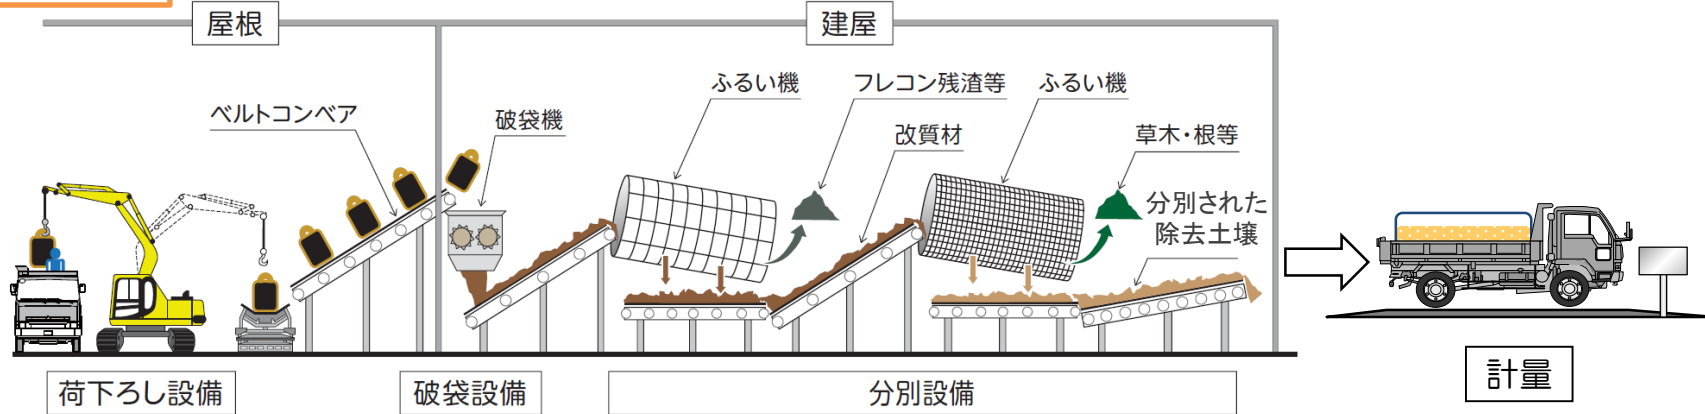 屋根
建屋
ふるい機
フレコン残渣等
ふるい機
ベルトコンベア
破袋機
改質材
草木・根等
分別された
除去土壌
荷下ろし設備
破袋設備
分別設備
計量